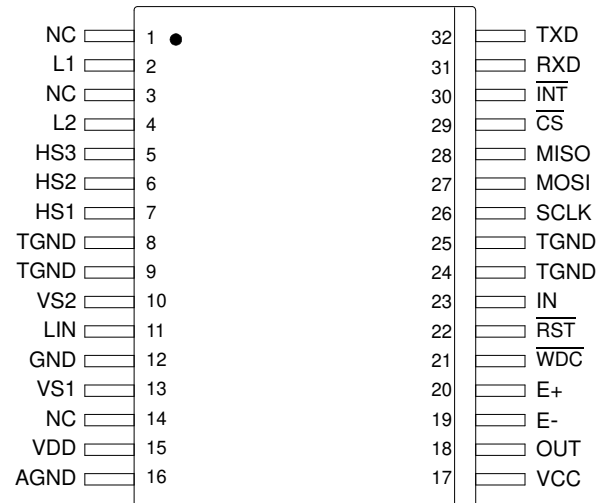 NC 1 32 TXD
L1 2 31 RXD
NC 3 30 INT
L2 4 29 CS
HS3 5 28 MISO
HS2 6 27 MOSI
HS1 7 26 SCLK
TGND 8 25 TGND
TGND 9 24 TGND
VS2 10 23 IN
LIN 11 22 RST
GND 12 21 WDC
VS1 13 20 E+
NC 14 19 E-
VDD 15 18 OUT
AGND 16 17 VCC